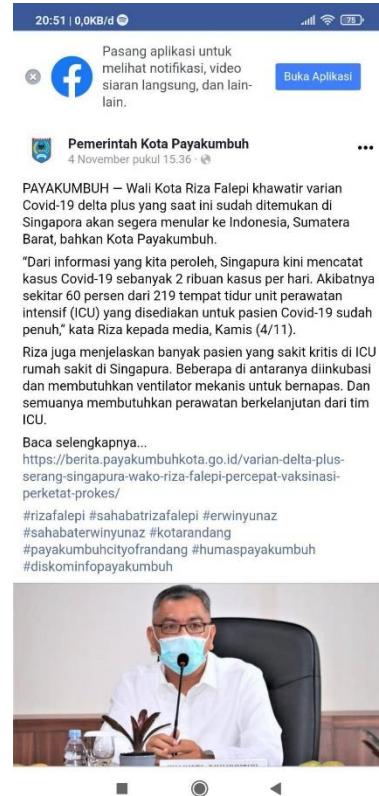 20:51 | 0,0KB/d
75
Pasang aplikasi untuk
melihat notifikasi, video
siaran langsung, dan lain-
lain.
Buka Aplikasi
Pemerintah Kota Payakumbuh
4 November pukul 15.36 ·
PAYAKUMBUH — Wali Kota Riza Falepi khawatir varian
Covid-19 delta plus yang saat ini sudah ditemukan di
Singapora akan segera menular ke Indonesia, Sumatera
Barat, bahkan Kota Payakumbuh.
“Dari informasi yang kita peroleh, Singapura kini mencatat
kasus Covid-19 sebanyak 2 ribuan kasus per hari. Akibatnya
sekitar 60 persen dari 219 tempat tidur unit perawatan
intensif (ICU) yang disediakan untuk pasien Covid-19 sudah
penuh,” kata Riza kepada media, Kamis (4/11).
Riza juga menjelaskan banyak pasien yang sakit kritis di ICU
rumah sakit di Singapura. Beberapa di antaranya diinkubasi
dan membutuhkan ventilator mekanis untuk bernapas. Dan
semuanya membutuhkan perawatan berkelanjutan dari tim
ICU.
Baca selengkapnya...
https://berita.payakumbuhkota.go.id/varian-delta-plus-
serang-singapura-wako-riza-falepi-percepat-vaksinasi-
perketat-prokes/
#rizafalepi #sahabatrizafalepi #erwinyunaz
#sahabaterwinyunaz #kotarandang
#payakumbuhcityofrandang #humaspayakumbuh
#diskominfopayakumbuh